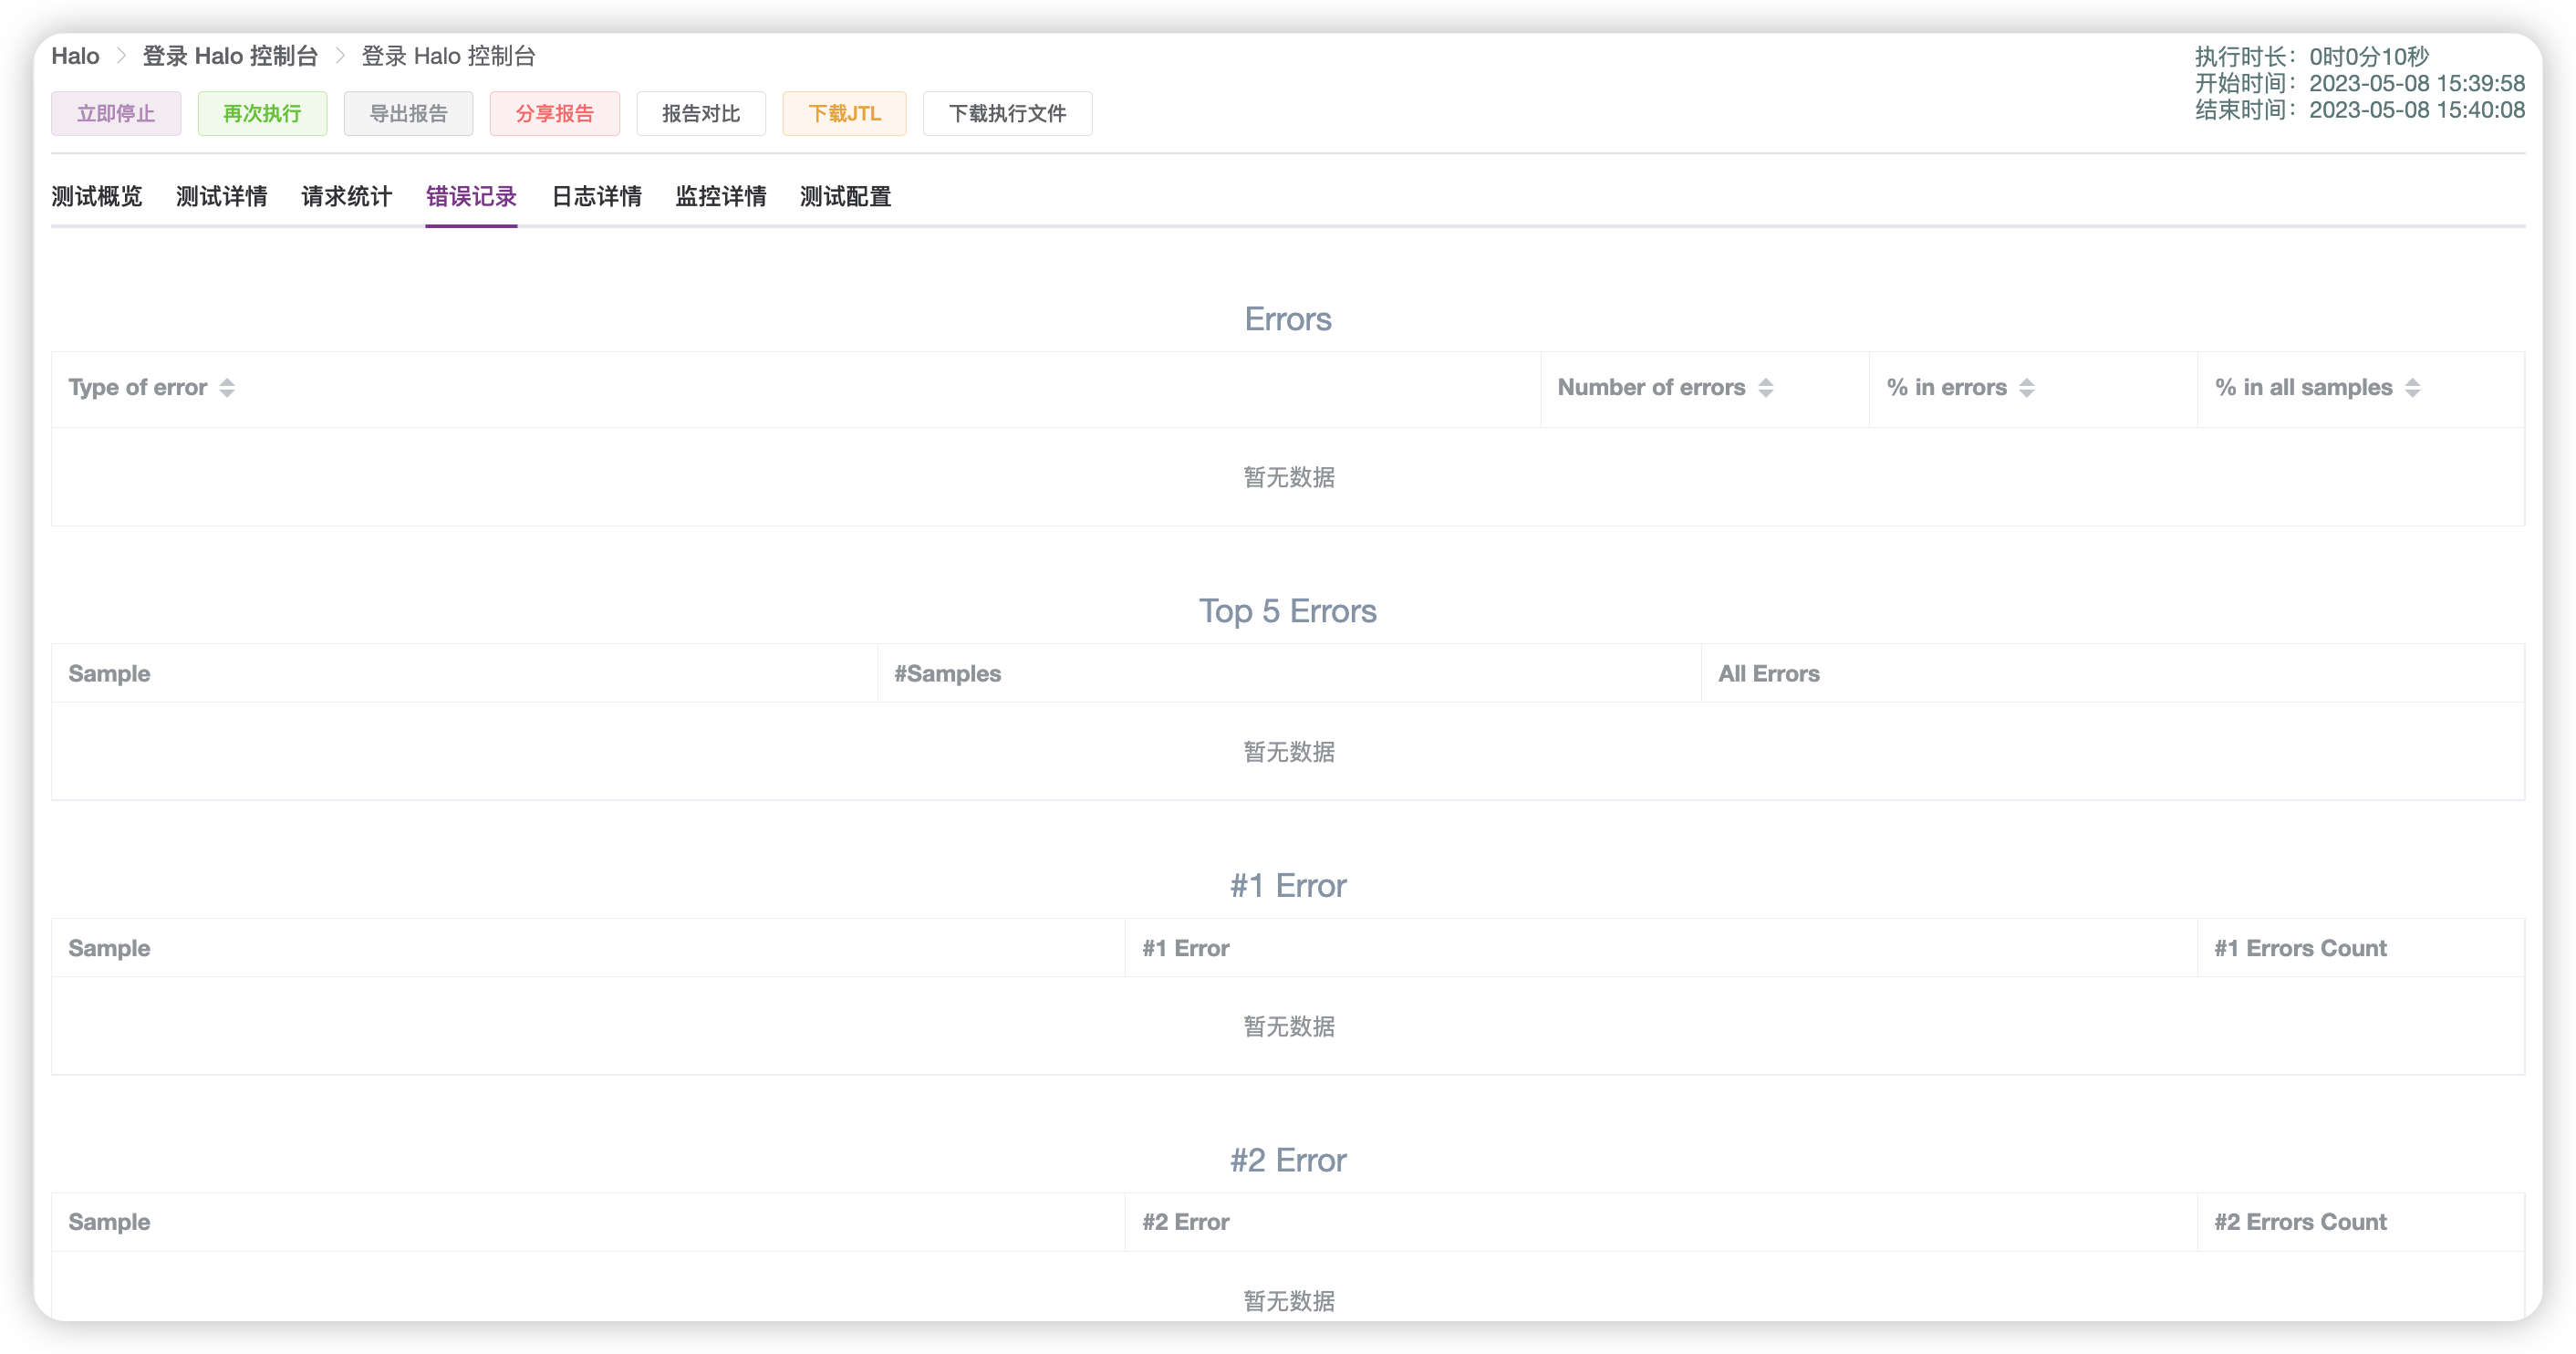 Halo > 登录 Halo 控制台 > 登录 Halo 控制台
执行时长：0时0分10秒
开始时间：2023-05-08 15:39:58
结束时间：2023-05-08 15:40:08
立即停止 再次执行 导出报告 分享报告 报告对比 下载JTL 下载执行文件
测试概览 测试详情 请求统计 错误记录 日志详情 监控详情 测试配置
Errors
Type of error Number of errors % in errors % in all samples
暂无数据
Top 5 Errors
Sample #Samples All Errors
暂无数据
#1 Error
Sample #1 Error #1 Errors Count
暂无数据
#2 Error
Sample #2 Error #2 Errors Count
暂无数据